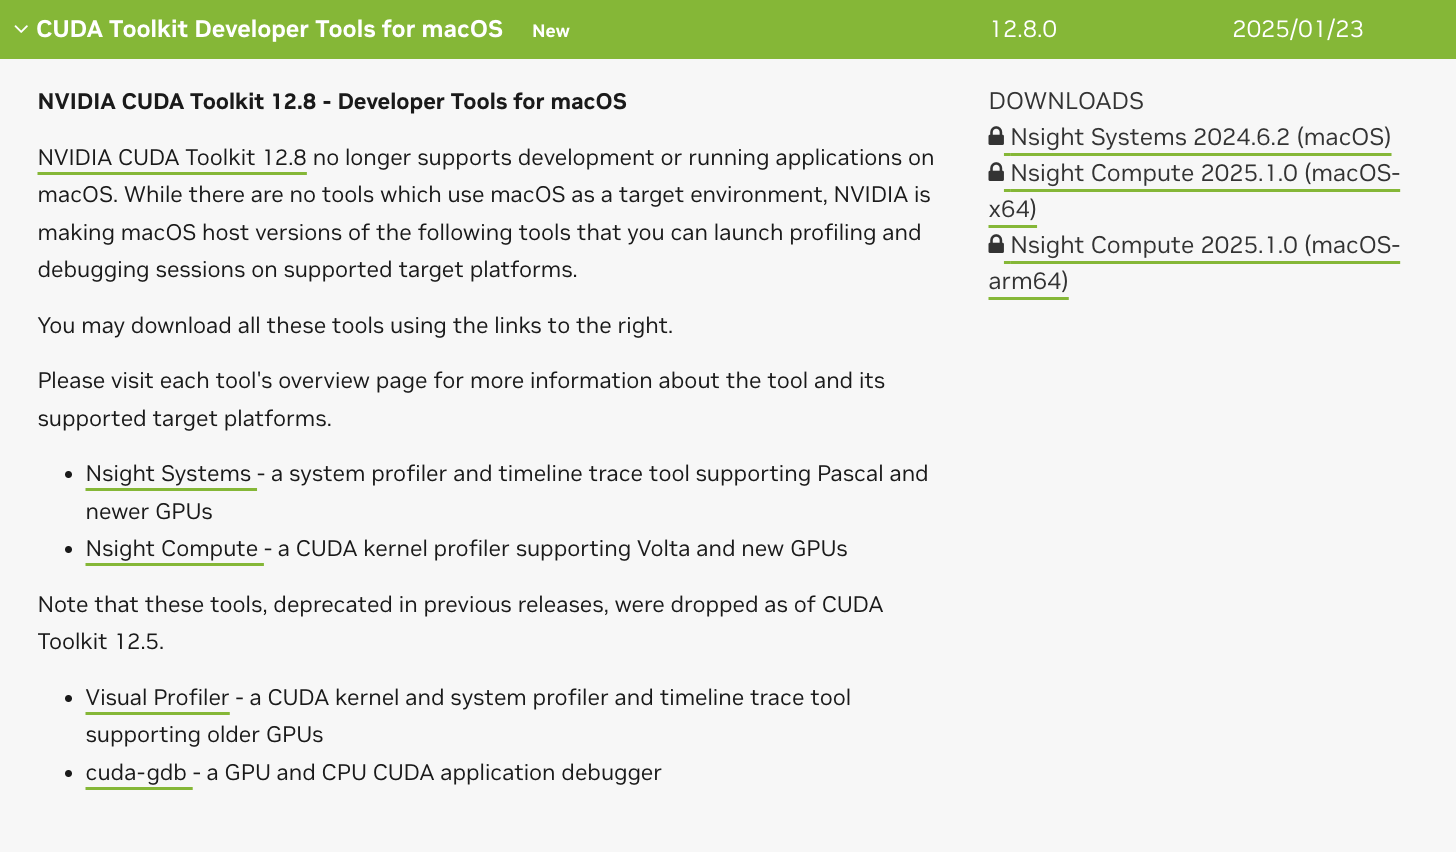 CUDA Toolkit Developer Tools for macOS New 12.8.0 2025/01/23
NVIDIA CUDA Toolkit 12.8 - Developer Tools for macOS
NVIDIA CUDA Toolkit 12.8 no longer supports development or running applications on
macOS. While there are no tools which use macOS as a target environment, NVIDIA is
making macOS host versions of the following tools that you can launch profiling and
debugging sessions on supported target platforms.
You may download all these tools using the links to the right.
Please visit each tool's overview page for more information about the tool and its
supported target platforms.
• Nsight Systems - a system profiler and timeline trace tool supporting Pascal and
newer GPUs
• Nsight Compute - a CUDA kernel profiler supporting Volta and new GPUs
Note that these tools, deprecated in previous releases, were dropped as of CUDA
Toolkit 12.5.
• Visual Profiler - a CUDA kernel and system profiler and timeline trace tool
supporting older GPUs
• cuda-gdb - a GPU and CPU CUDA application debugger
DOWNLOADS
Nsight Systems 2024.6.2 (macOS)
Nsight Compute 2025.1.0 (macOS-
x64)
Nsight Compute 2025.1.0 (macOS-
arm64)